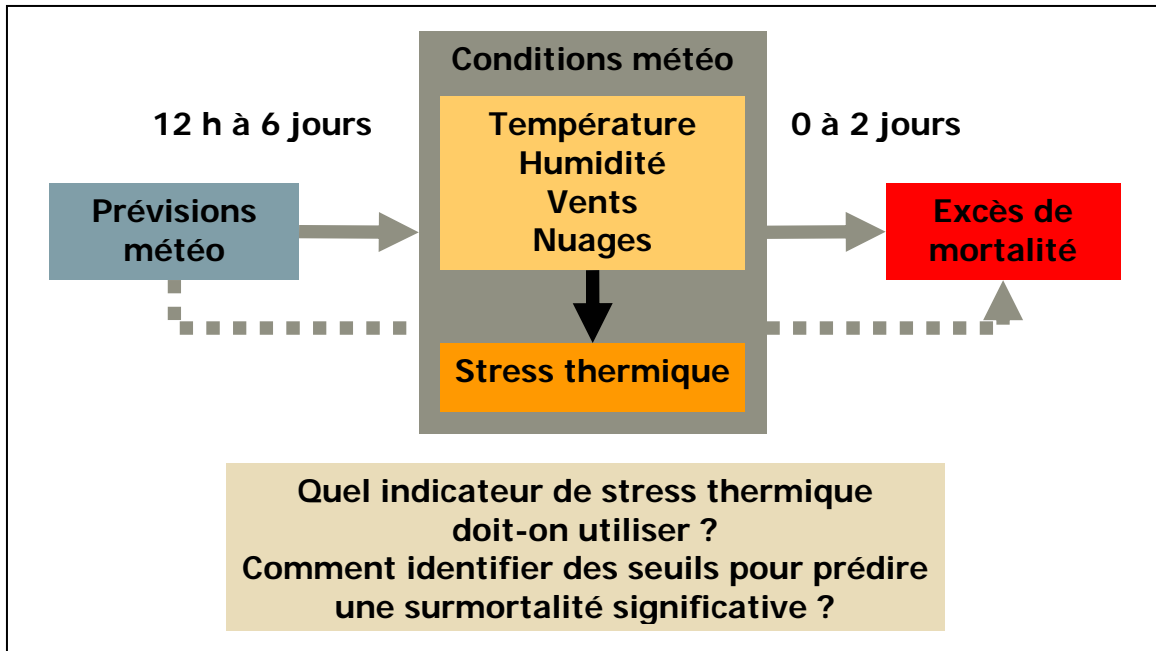 Conditions météo
12 h à 6 jours
Température
Humidité
Vents
Nuages
0 à 2 jours
Prévisions
météo
Excès de
mortalité
Stress thermique
Quel indicateur de stress thermique
doit-on utiliser ?
Comment identifier des seuils pour prédire
une surmortalité significative ?